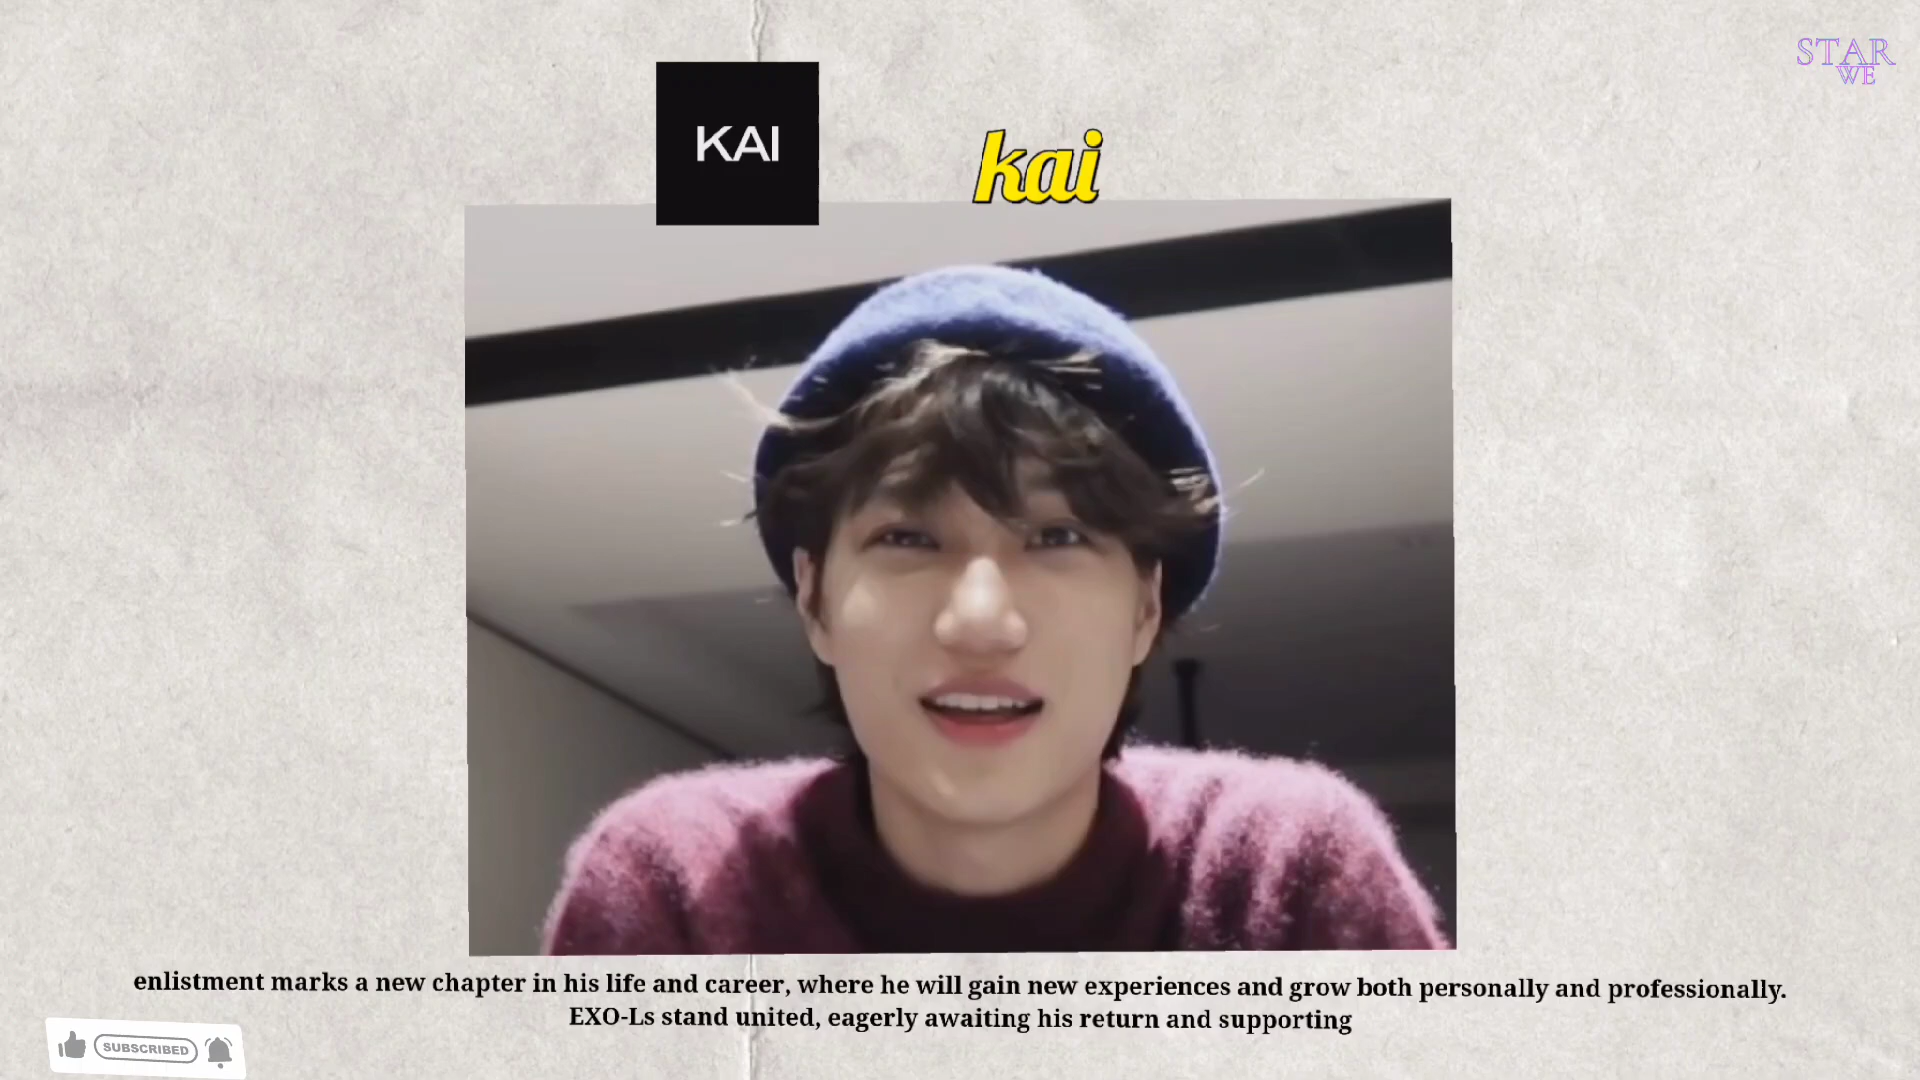 STAR
WE
KAI
kai
enlistment marks a new chapter in his life and career, where he will gain new experiences and grow both personally and professionally.
EXO-Ls stand united, eagerly awaiting his return and supporting
SUBSCRIBED